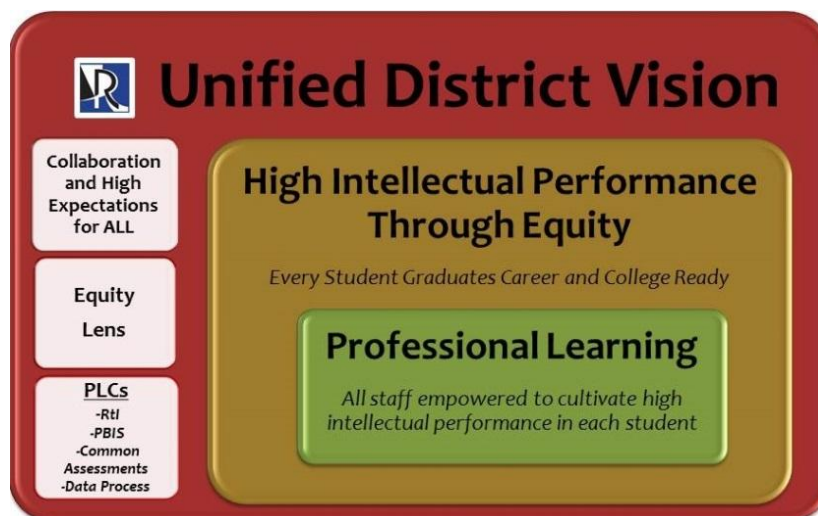 Unified District Vision
Collaboration
and High
Expectations
for ALL
Equity
Lens
PLCs
-RtI
-PBIS
-Common
Assessments
-Data Process
High Intellectual Performance
Through Equity
Every Student Graduates Career and College Ready
Professional Learning
All staff empowered to cultivate high
intellectual performance in each student